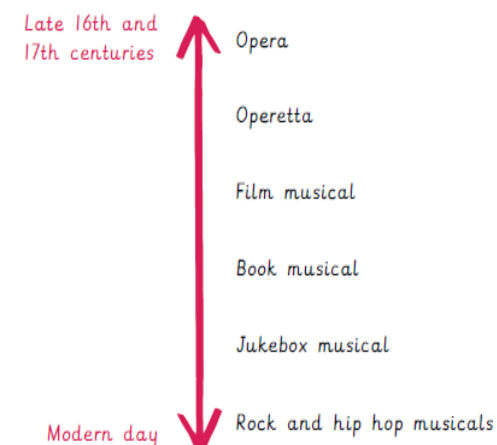 Late 16th and
17th centuries
Opera
Operetta
Film musical
Book musical
Jukebox musical
Rock and hip hop musicals
Modern day